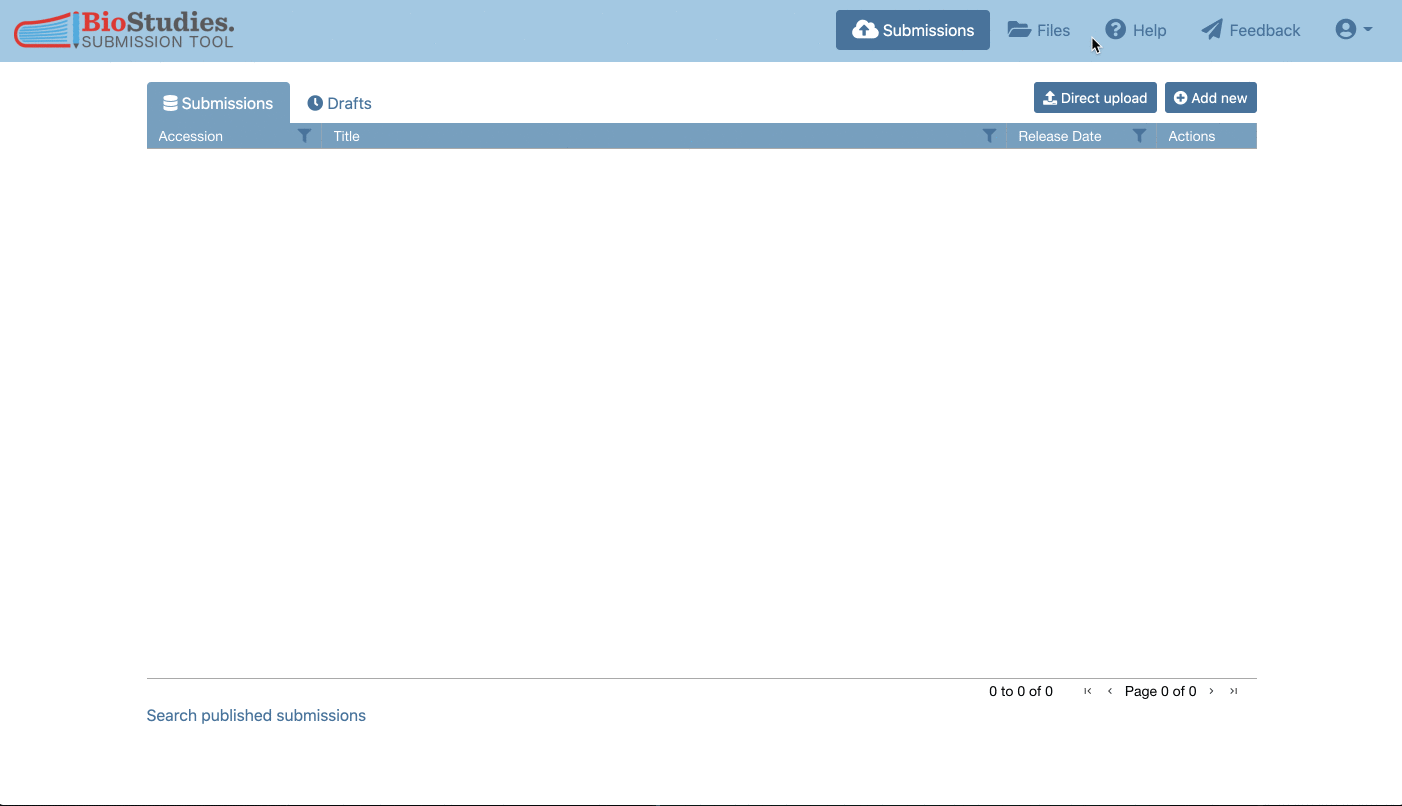 BioStudies.
SUBMISSION TOOL
Submissions Files Help Feedback
Submissions Drafts Direct upload Add new
Accession Title Release Date Actions
0 to 0 of 0 Page 0 of 0
Search published submissions